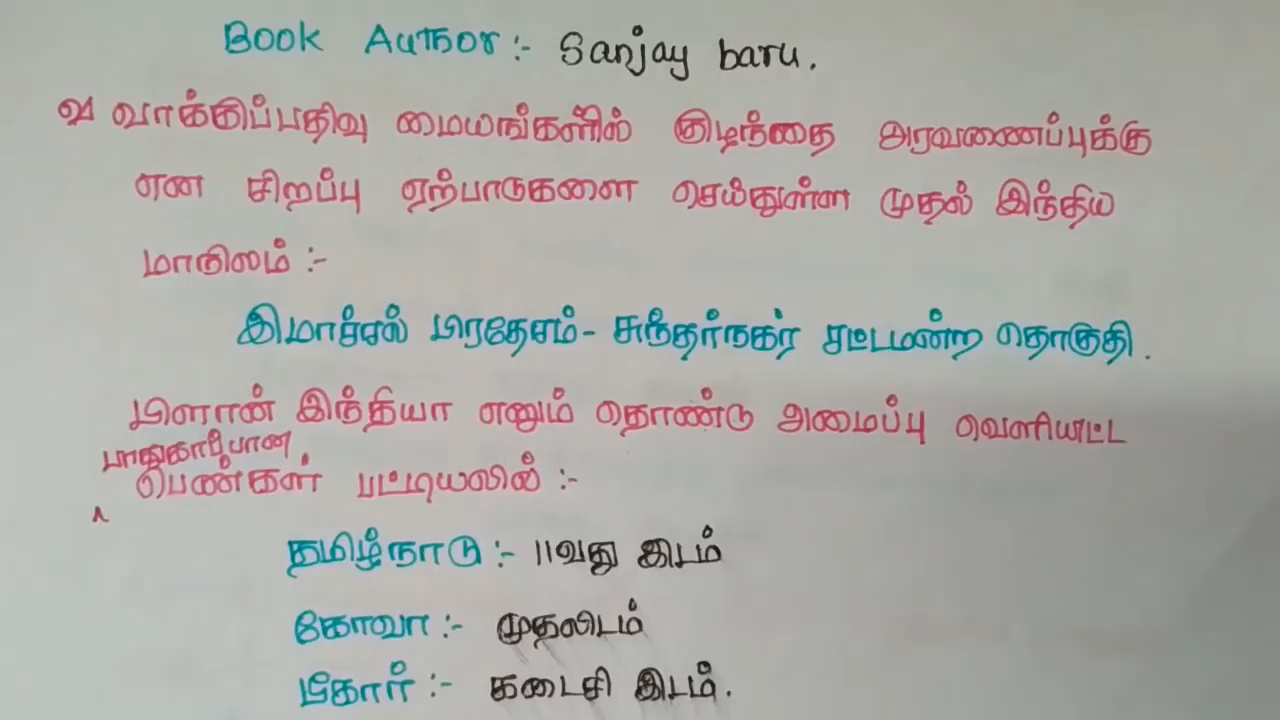 Book Author:- Sanjay baru.
வாக்குப்பதிவு மையங்களில் குழந்தை அரவணைப்புக்கு
என சிறப்பு ஏற்பாடுகளை செய்துள்ள முதல் இந்திய
மாநிலம் :-
இமாச்சல் பிரதேசம் - சுந்தர்நகர் சட்டமன்ற தொகுதி.
பிளான் இந்தியா எனும் தொண்டு அமைப்பு வெளியிட்ட
பாதுகாப்பான
பெண்கள் பட்டியலில் :-
தமிழ்நாடு :- 11வது இடம்
கோவா :- முதலிடம்
பீகார் :- கடைசி இடம்.